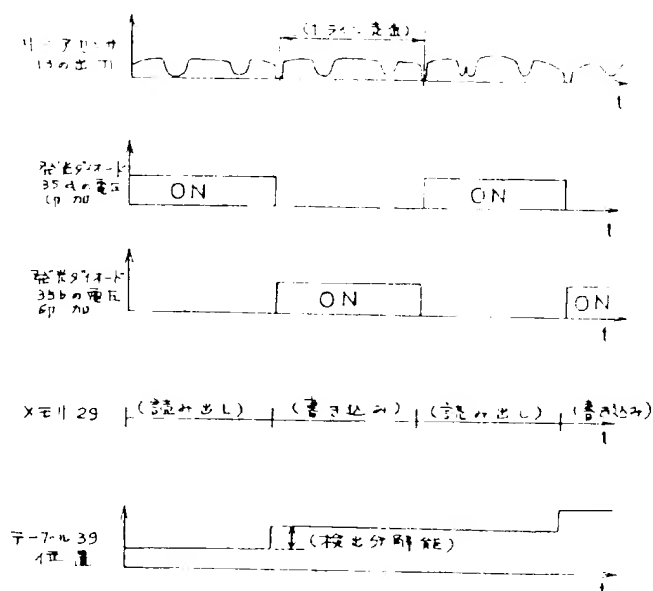 リニアセンサ
13の出力
(1ライン走査)
t
発光ダイオード
35aの電圧
印加
ON
ON
t
発光ダイオード
35bの電圧
印加
ON
ON
t
メモリ29
(読み出し)
(書き込み)
(読み出し)
(書き込み)
t
テーブル39
位置
(検出分解能)
t